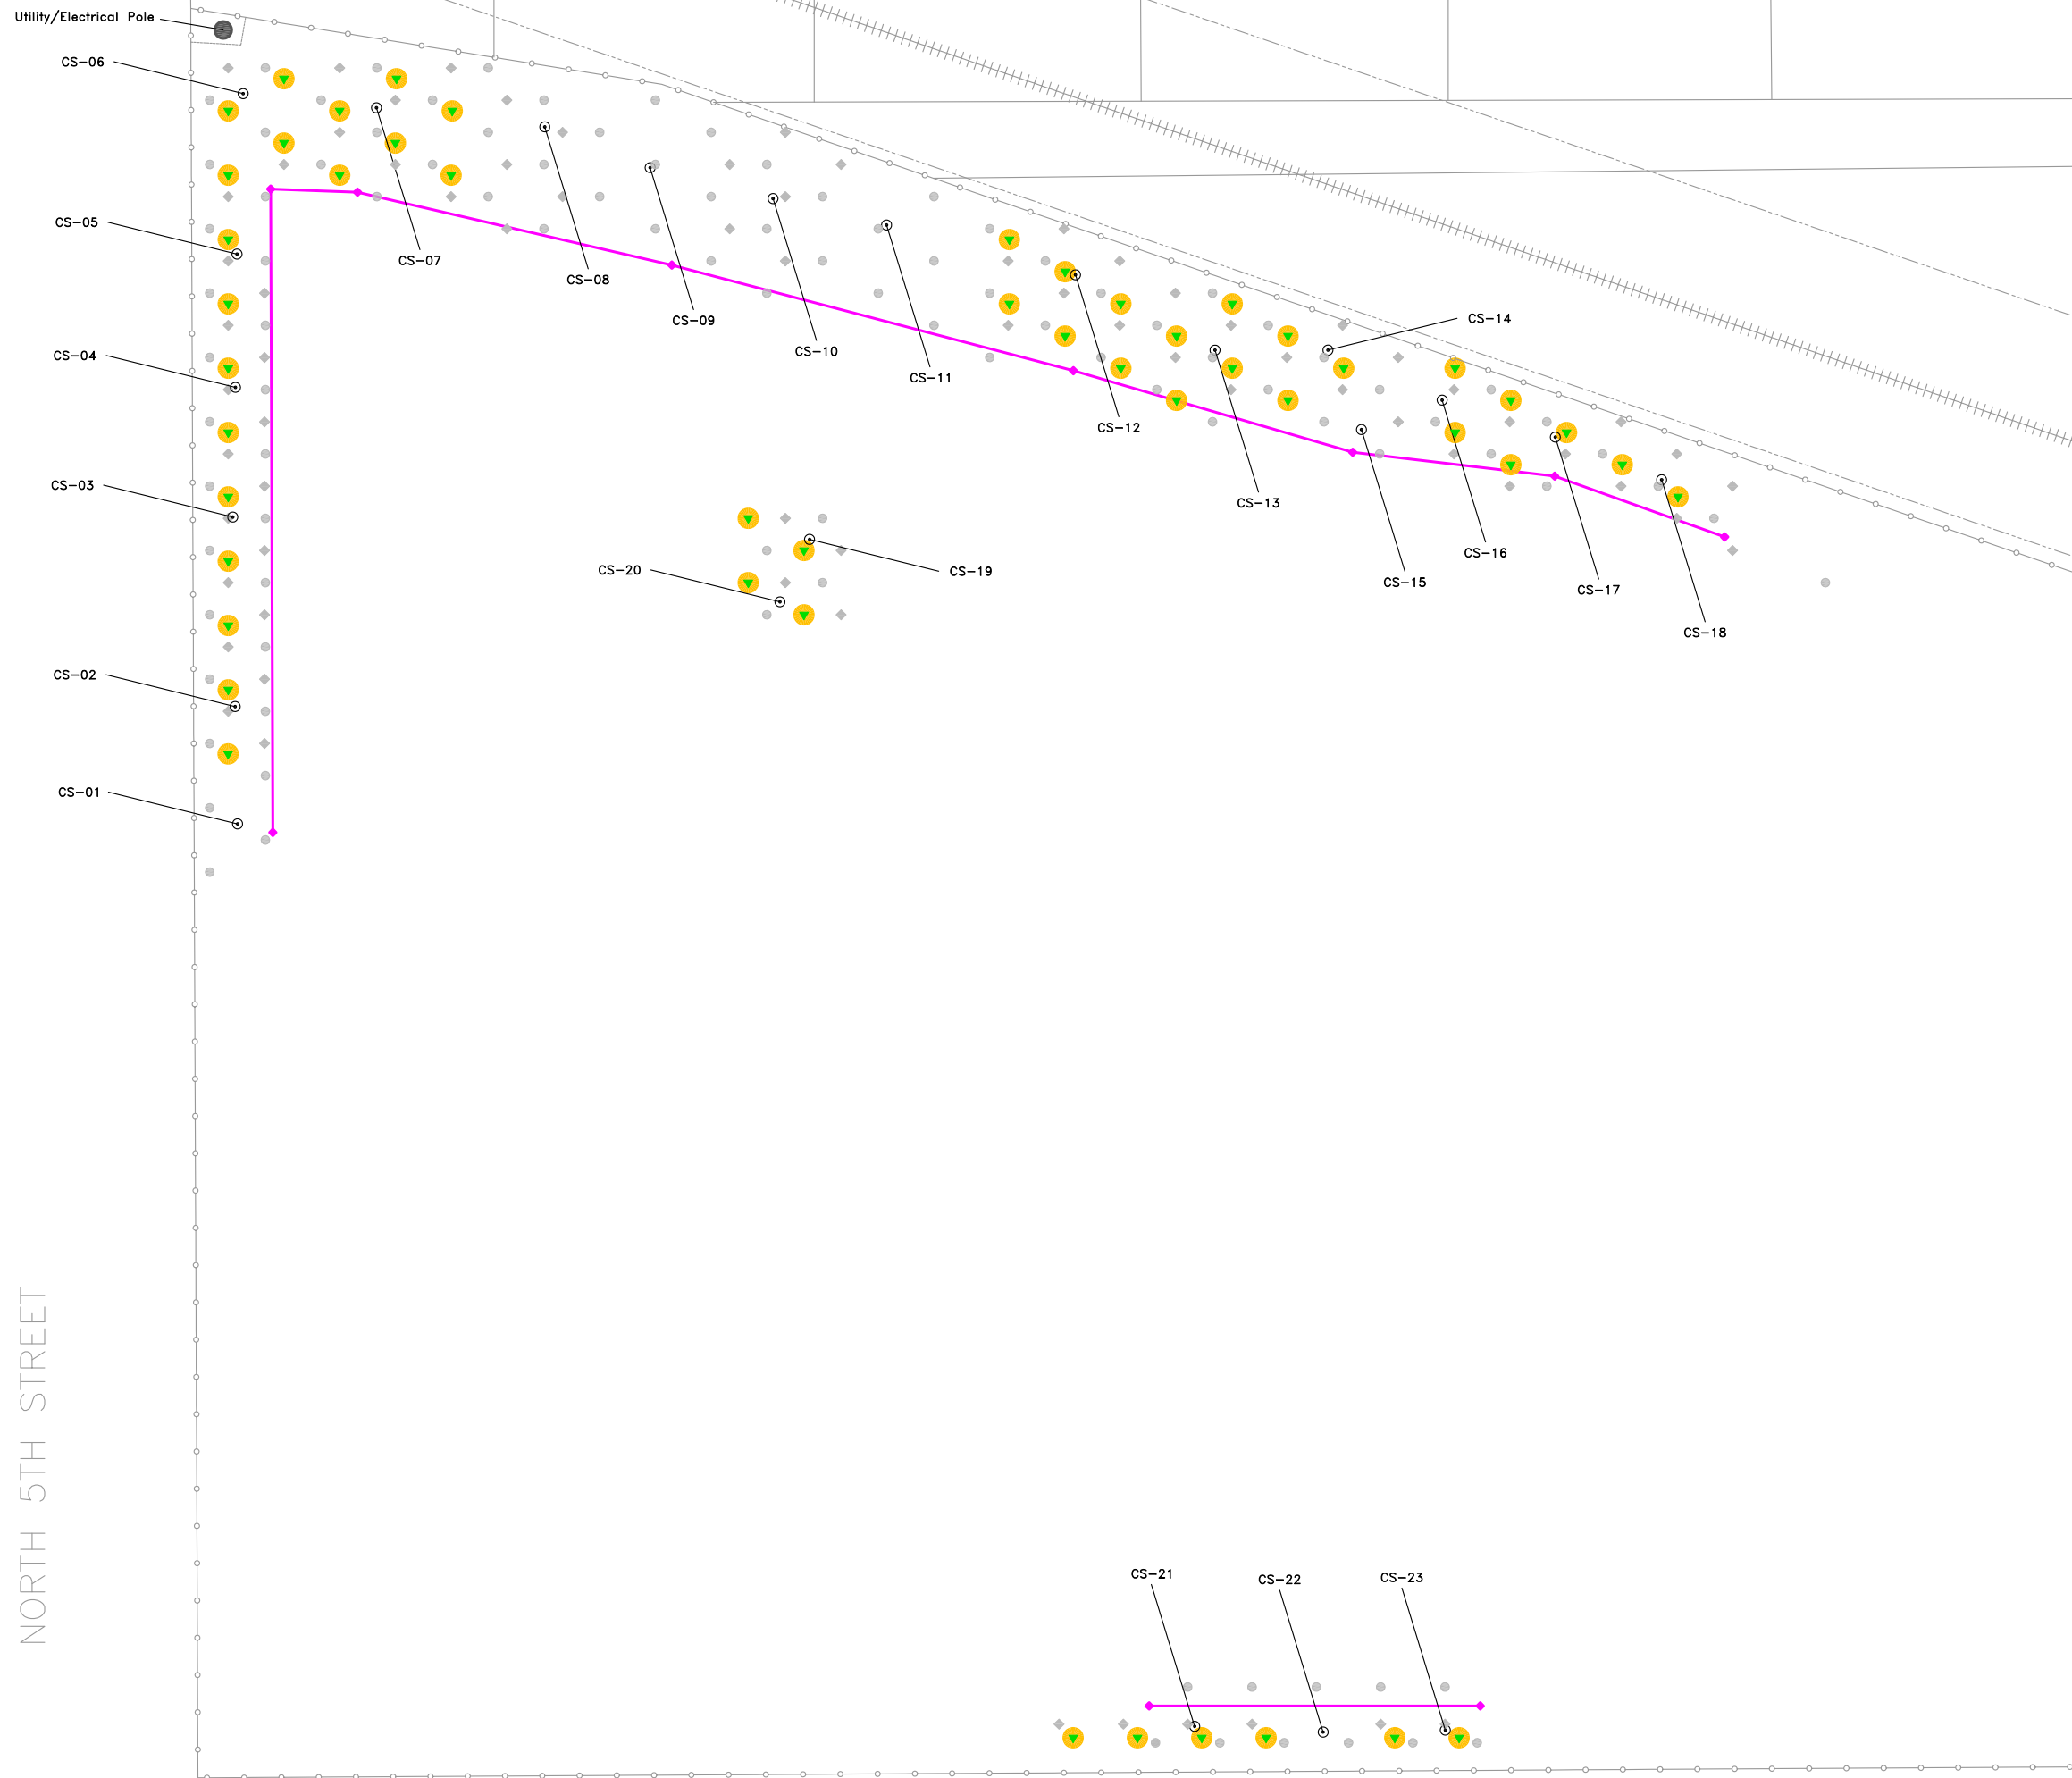 Utility/Electrical Pole
CS-06
CS-05
CS-07
CS-08
CS-09
CS-14
CS-04
CS-10
CS-11
CS-12
CS-03
CS-13
CS-16
CS-20
CS-19
CS-15
CS-17
CS-18
CS-02
CS-01
NORTH 5TH STREET
CS-21
CS-22
CS-23